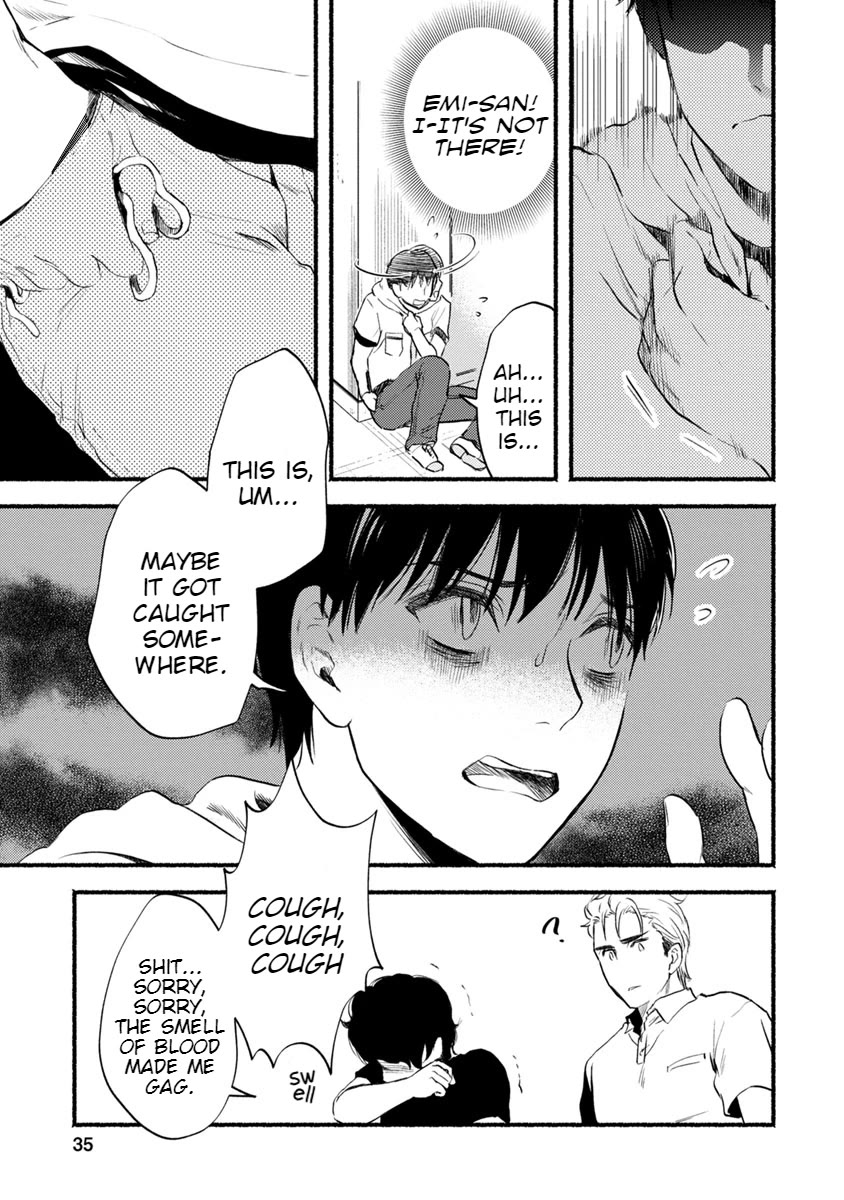 EMI-SAN!
I-IT'S NOT
THERE!
AH...
UH...
THIS
IS...
THIS IS,
UM...
MAYBE
IT GOT
CAUGHT
SOME-
WHERE.
COUGH,
COUGH,
COUGH
?
SHIT...
SORRY,
SORRY,
THE SMELL
OF BLOOD
MADE ME
GAG.
sw
ell
35